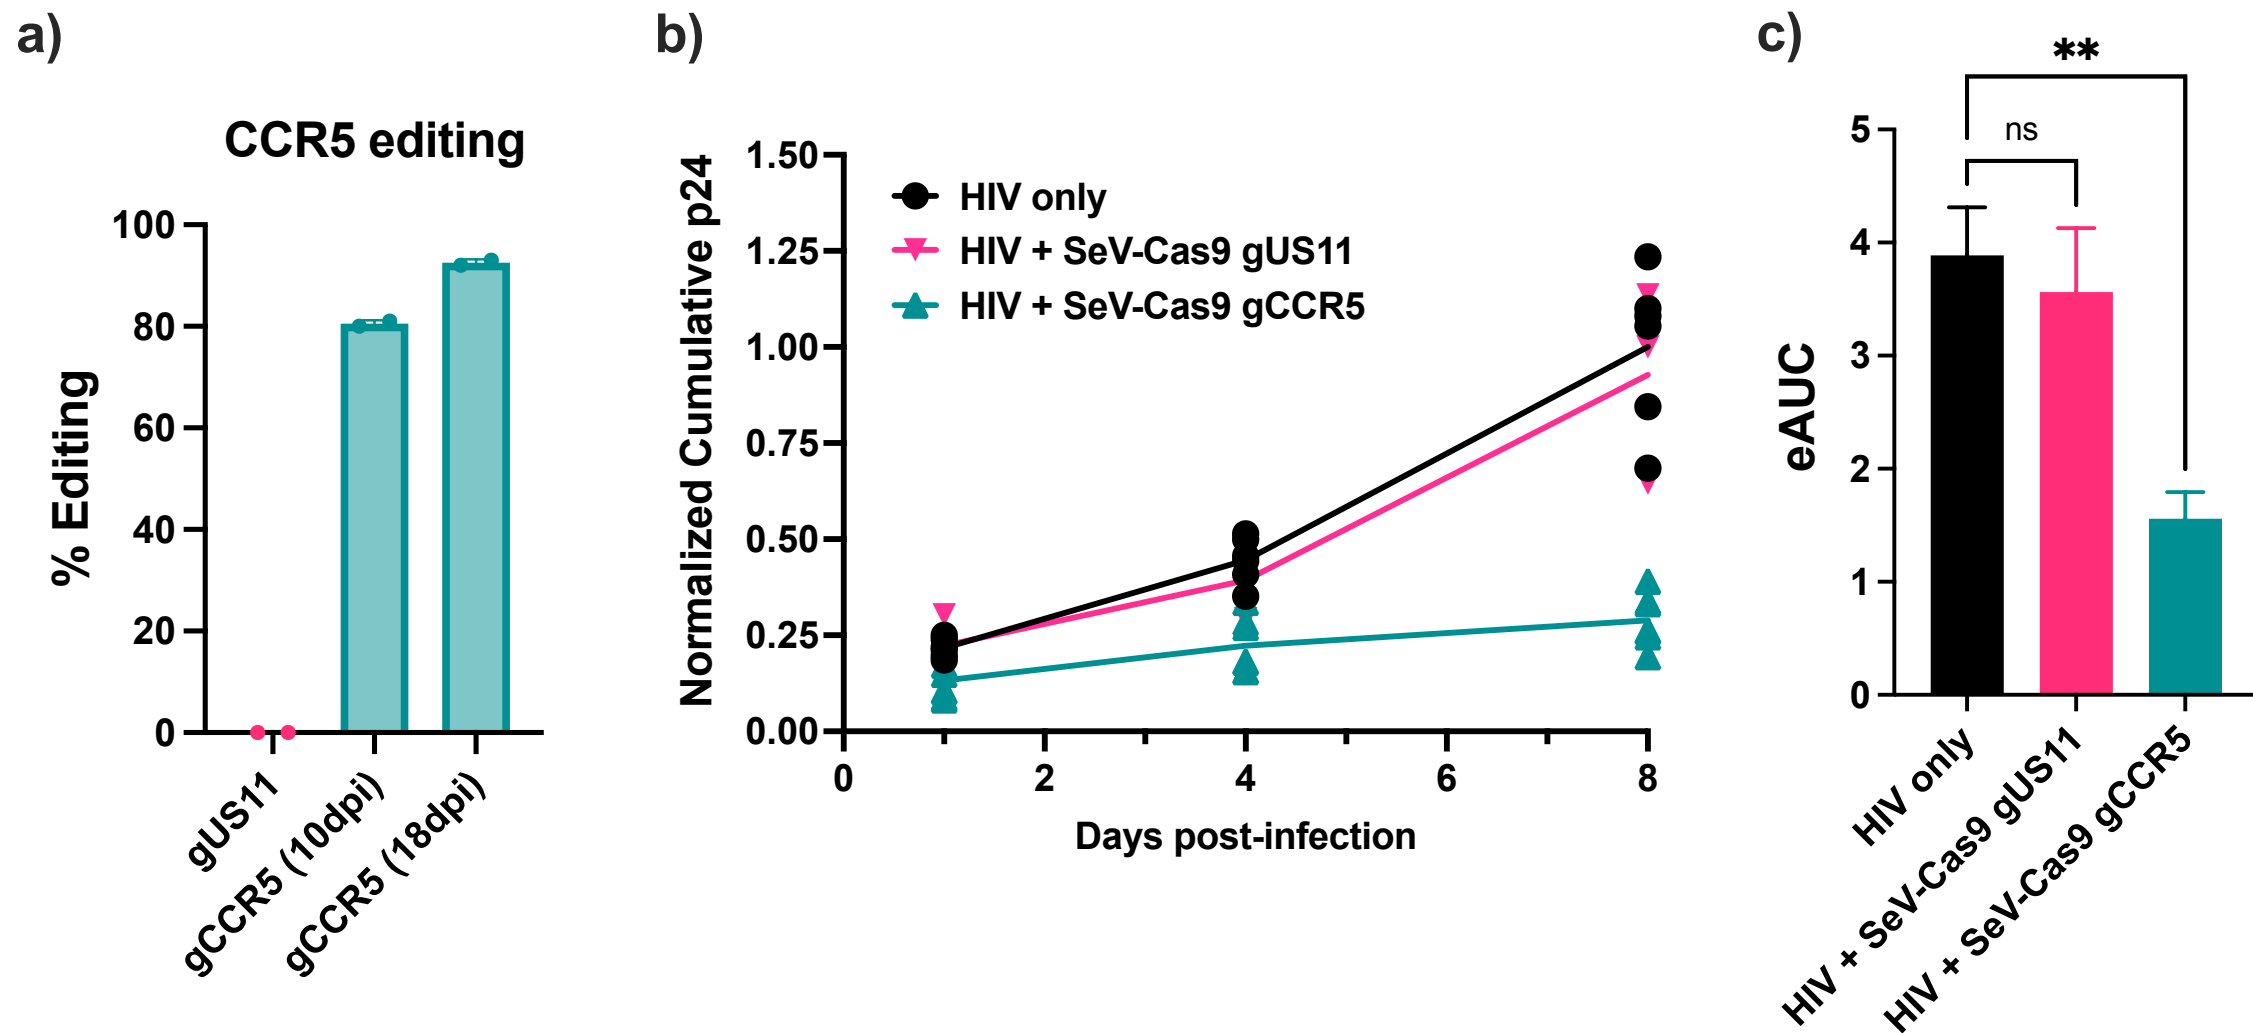 a)
CCR5 editing
% Editing
100
80
60
40
20
0
gUS11
gCCR5 (10dpi)
gCCR5 (18dpi)
b)
Normalized Cumulative p24
1.50
1.25
1.00
0.75
0.50
0.25
0.00
HIV only
HIV + SeV-Cas9 gUS11
HIV + SeV-Cas9 gCCR5
0
2
4
6
8
Days post-infection
c)
**
ns
eAUC
5
4
3
2
1
0
HIV only
HIV + SeV-Cas9 gUS11
HIV + SeV-Cas9 gCCR5